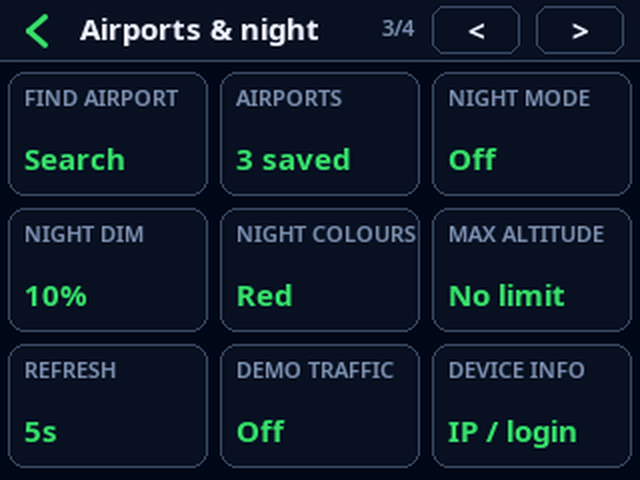 Airports & night 3/4 < >
FIND AIRPORT
Search
AIRPORTS
3 saved
NIGHT MODE
Off
NIGHT DIM
10%
NIGHT COLOURS
Red
MAX ALTITUDE
No limit
REFRESH
5s
DEMO TRAFFIC
Off
DEVICE INFO
IP / login